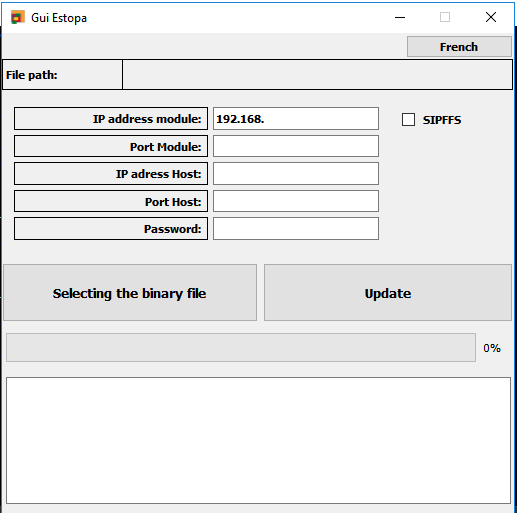 Gui Estopa
French
File path:
IP address module: 192.168.
SIPFFS
Port Module:
IP adress Host:
Port Host:
Password:
Selecting the binary file
Update
0%